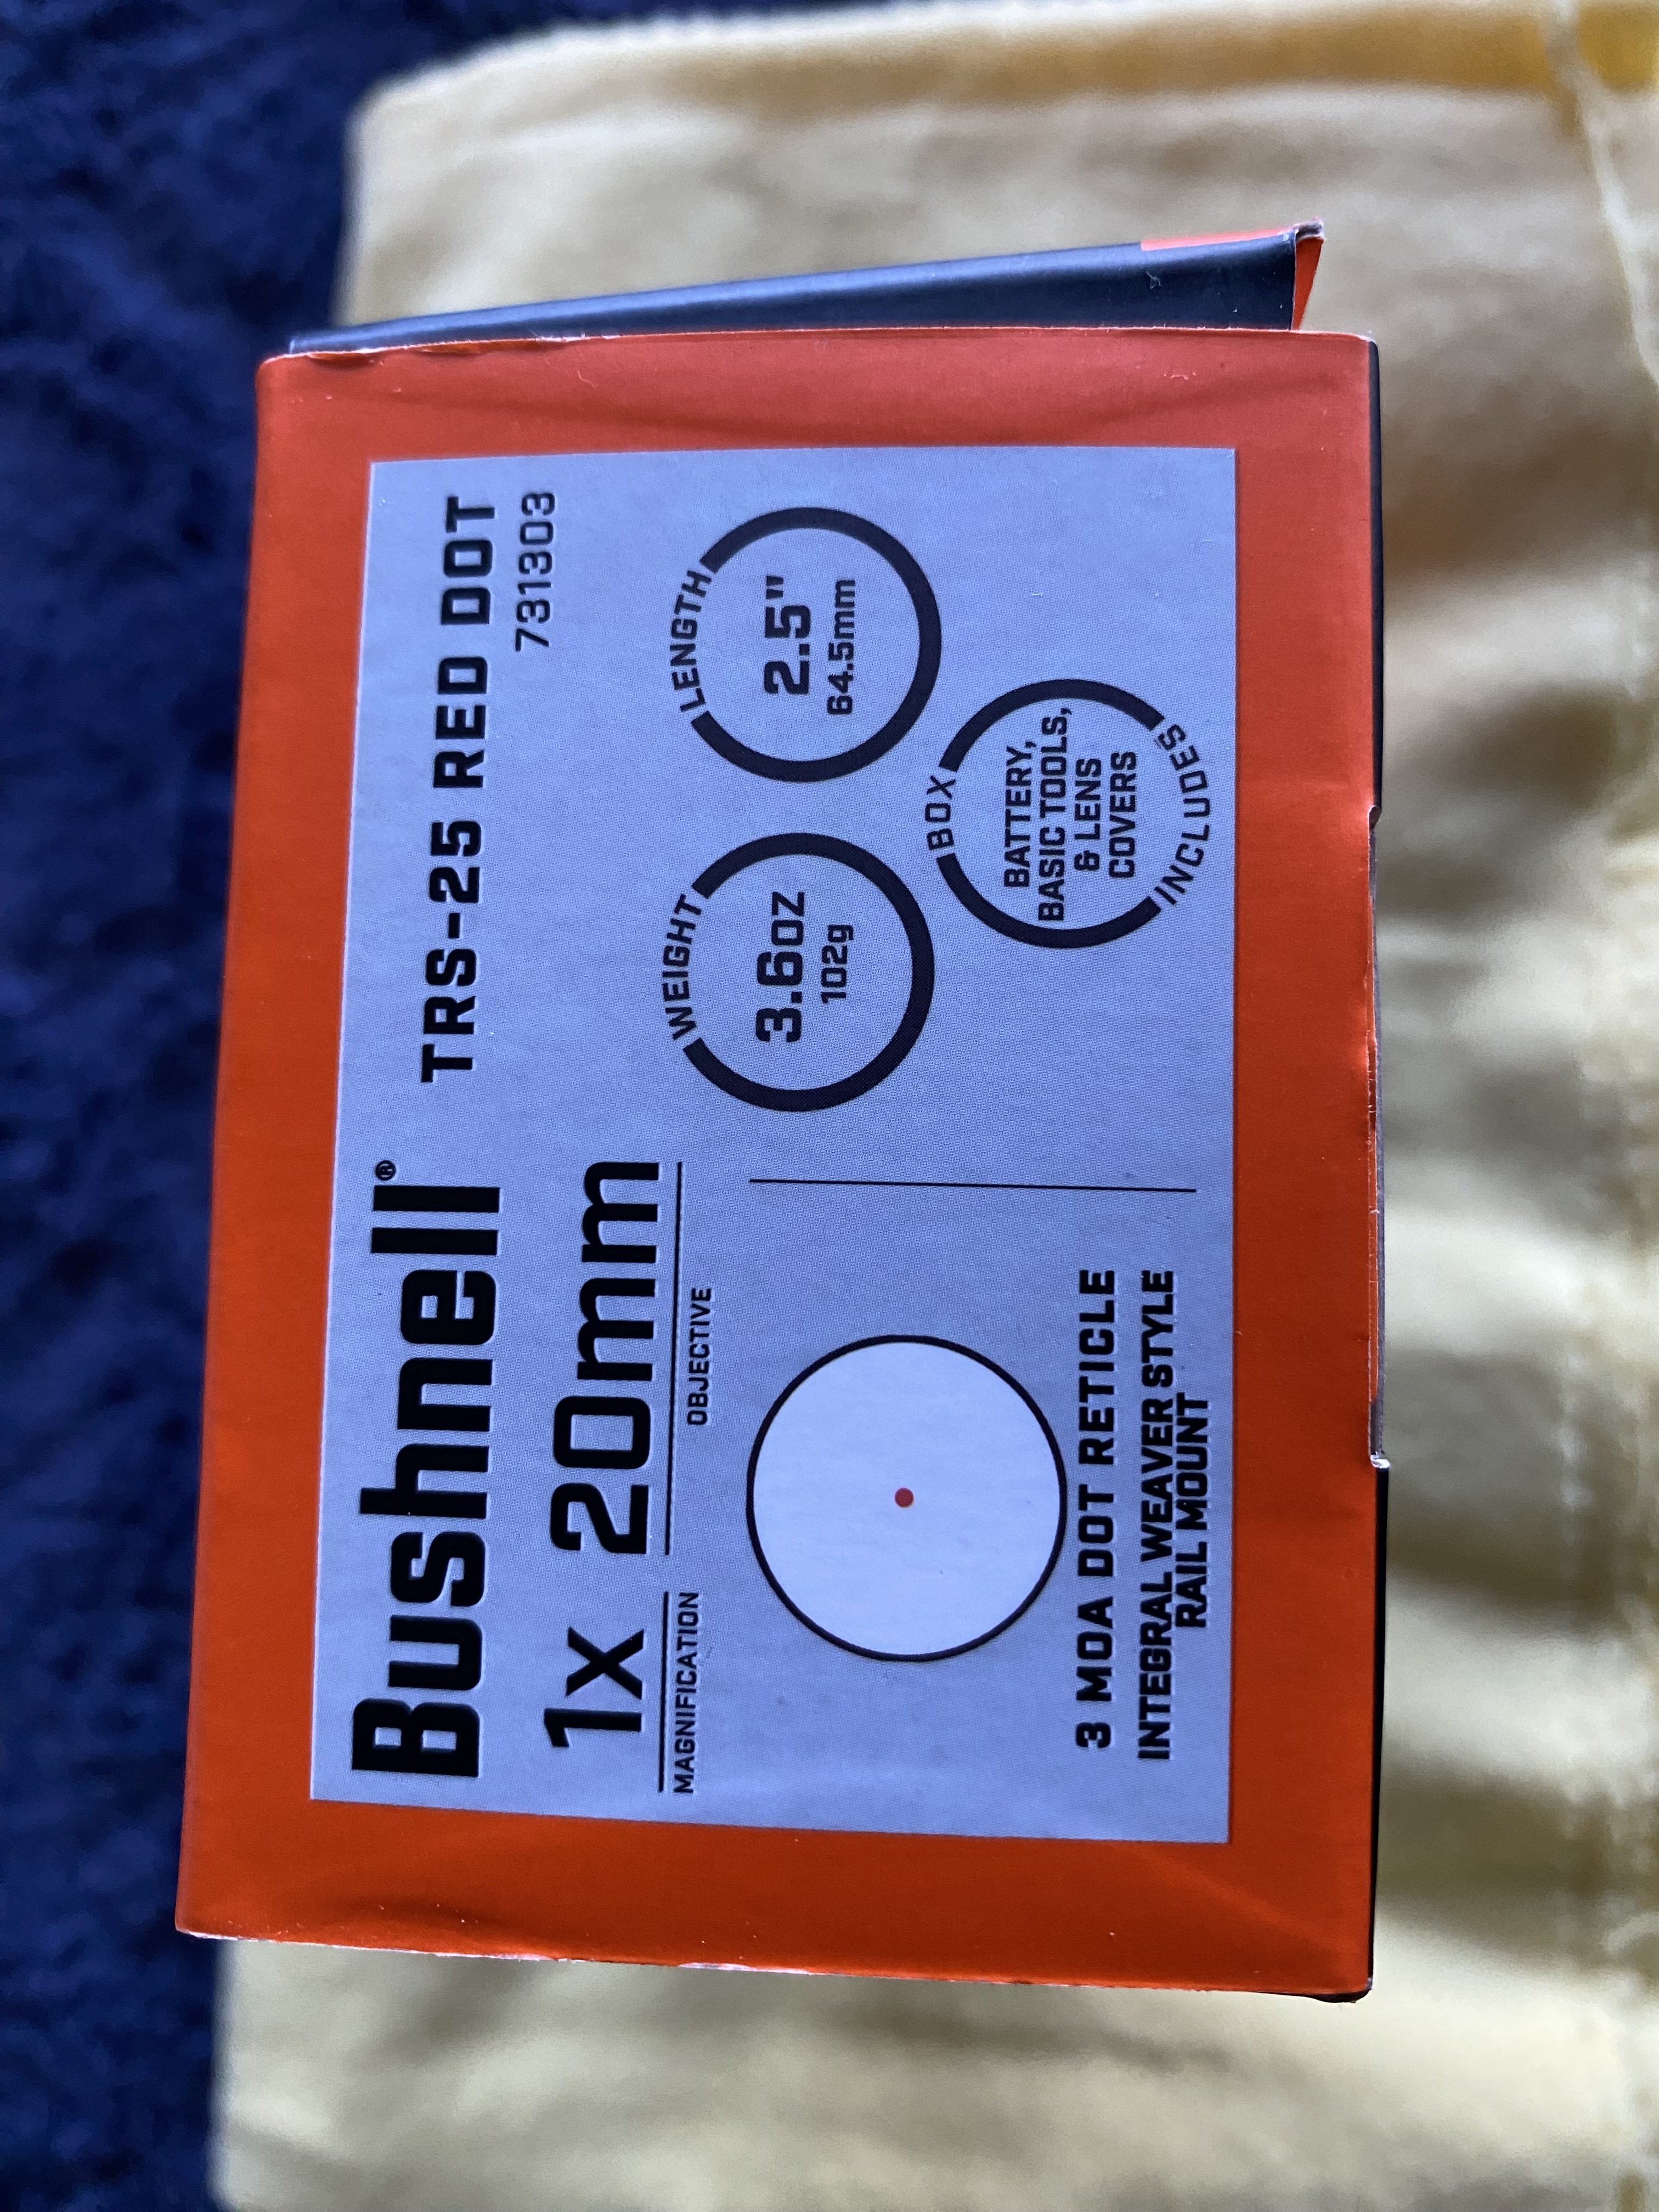 Bushnell®
TRS-25 RED DOT
731303
1x 20mm
MAGNIFICATION OBJECTIVE
3 MOA DOT RETICLE
INTEGRAL WEAVER STYLE
RAIL MOUNT
WEIGHT
3.6oz
102g
LENGTH
2.5"
64.5mm
BOX
BATTERY,
BASIC TOOLS,
& LENS
COVERS
INCLUDES